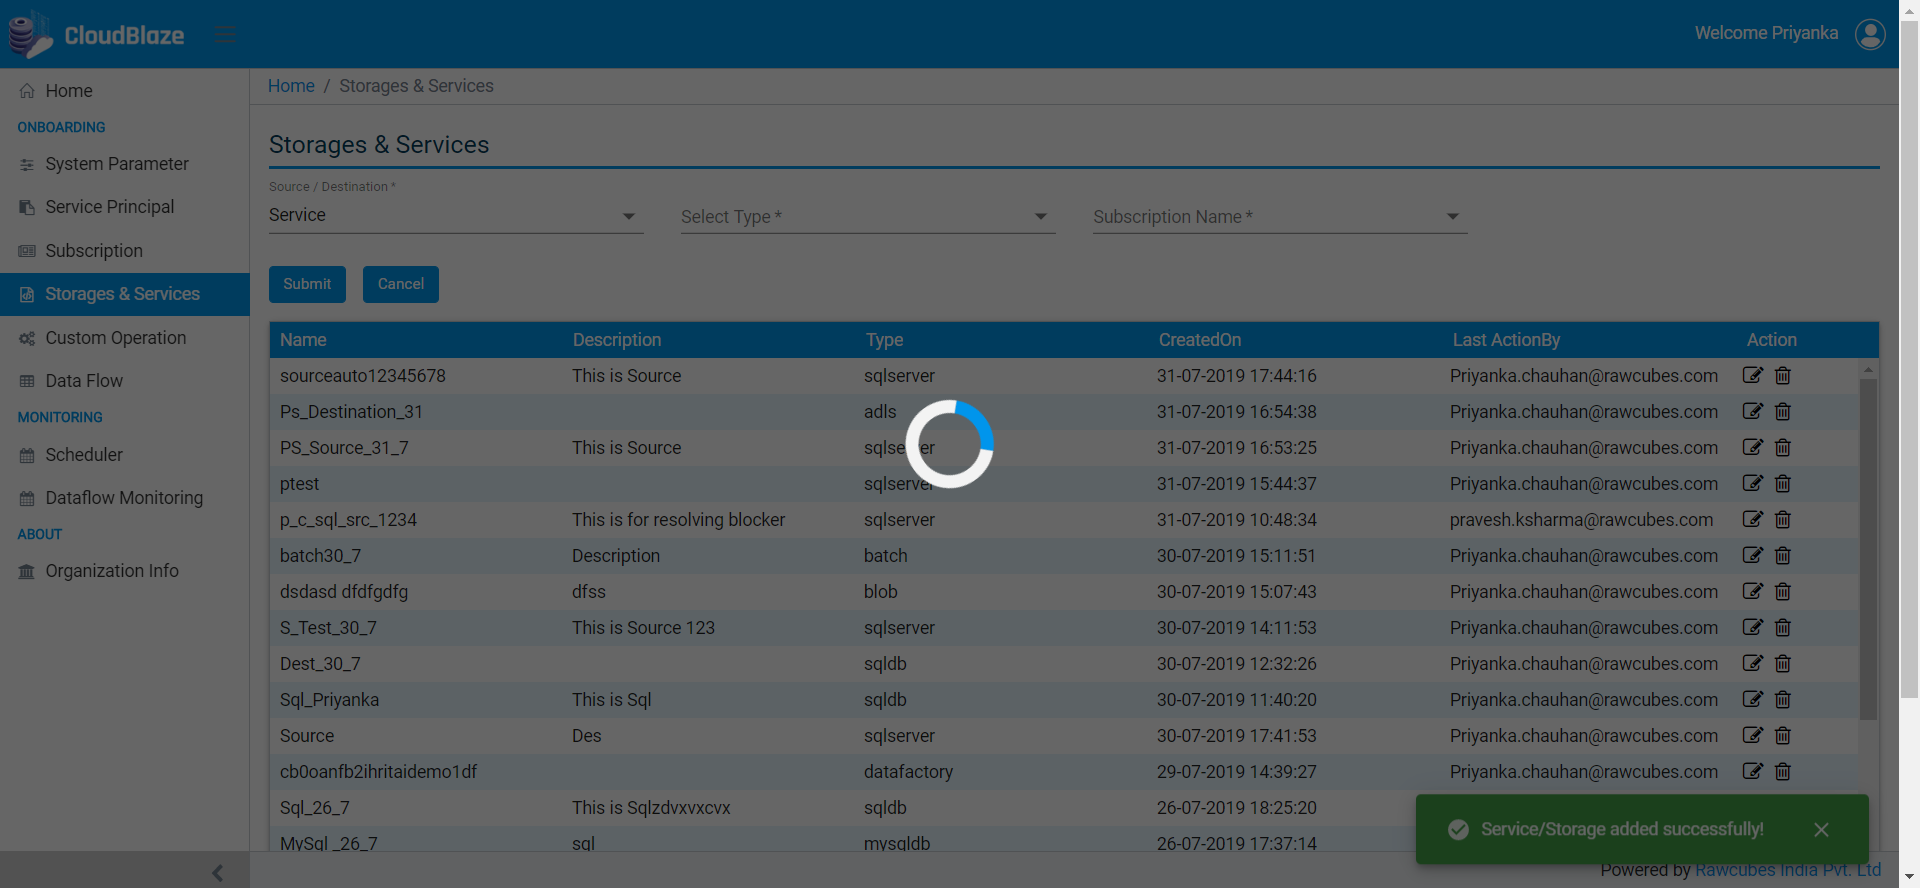 CloudBlaze
Welcome Priyanka
Home
ONBOARDING
System Parameter
Service Principal
Subscription
Storages & Services
Custom Operation
Data Flow
MONITORING
Scheduler
Dataflow Monitoring
ABOUT
Organization Info
Home / Storages & Services
Storages & Services
Source / Destination *
Service
Select Type *
Subscription Name *
Submit
Cancel
Name Description Type CreatedOn Last ActionBy Action
sourceauto12345678 This is Source sqlserver 31-07-2019 17:44:16 Priyanka.chauhan@rawcubes.com
Ps_Destination_31 adls 31-07-2019 16:54:38 Priyanka.chauhan@rawcubes.com
PS_Source_31_7 This is Source sqlserver 31-07-2019 16:53:25 Priyanka.chauhan@rawcubes.com
ptest sqlserver 31-07-2019 15:44:37 Priyanka.chauhan@rawcubes.com
p_c_sql_src_1234 This is for resolving blocker sqlserver 31-07-2019 10:48:34 pravesh.ksharma@rawcubes.com
batch30_7 Description batch 30-07-2019 15:11:51 Priyanka.chauhan@rawcubes.com
dsdasd dfdfgdfg dfss blob 30-07-2019 15:07:43 Priyanka.chauhan@rawcubes.com
S_Test_30_7 This is Source 123 sqlserver 30-07-2019 14:11:53 Priyanka.chauhan@rawcubes.com
Dest_30_7 sqldb 30-07-2019 12:32:26 Priyanka.chauhan@rawcubes.com
Sql_Priyanka This is Sql sqldb 30-07-2019 11:40:20 Priyanka.chauhan@rawcubes.com
Source Des sqlserver 30-07-2019 17:41:53 Priyanka.chauhan@rawcubes.com
cb0oanfb2ihritaidemo1df datafactory 29-07-2019 14:39:27 Priyanka.chauhan@rawcubes.com
Sql_26_7 This is Sqlzdvxvxcvx sqldb 26-07-2019 18:25:20
MySql _26_7 sql mysqldb 26-07-2019 17:37:14
Service/Storage added successfully!
Powered by Rawcubes India Pvt. Ltd